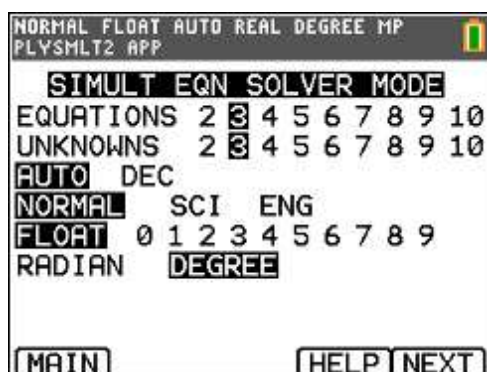 NORMAL FLOAT AUTO REAL DEGREE MP
PLYSMLT2 APP
SIMULT EQN SOLVER MODE
EQUATIONS 2 3 4 5 6 7 8 9 10
UNKNOWNS 2 3 4 5 6 7 8 9 10
AUTO DEC
NORMAL SCI ENG
FLOAT 0 1 2 3 4 5 6 7 8 9
RADIAN DEGREE
MAIN HELP NEXT